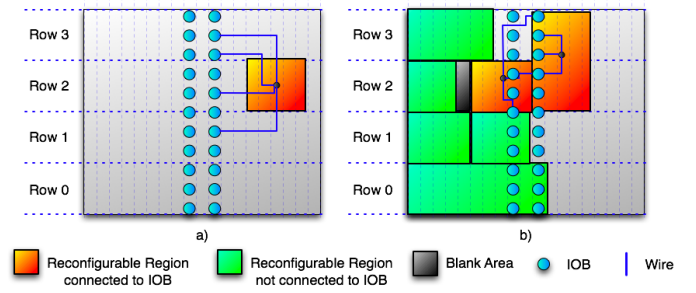 Row 3
Row 2
Row 1
Row 0
a)
Row 3
Row 2
Row 1
Row 0
b)
Reconfigurable Region
connected to IOB
Reconfigurable Region
not connected to IOB
Blank Area
IOB
Wire